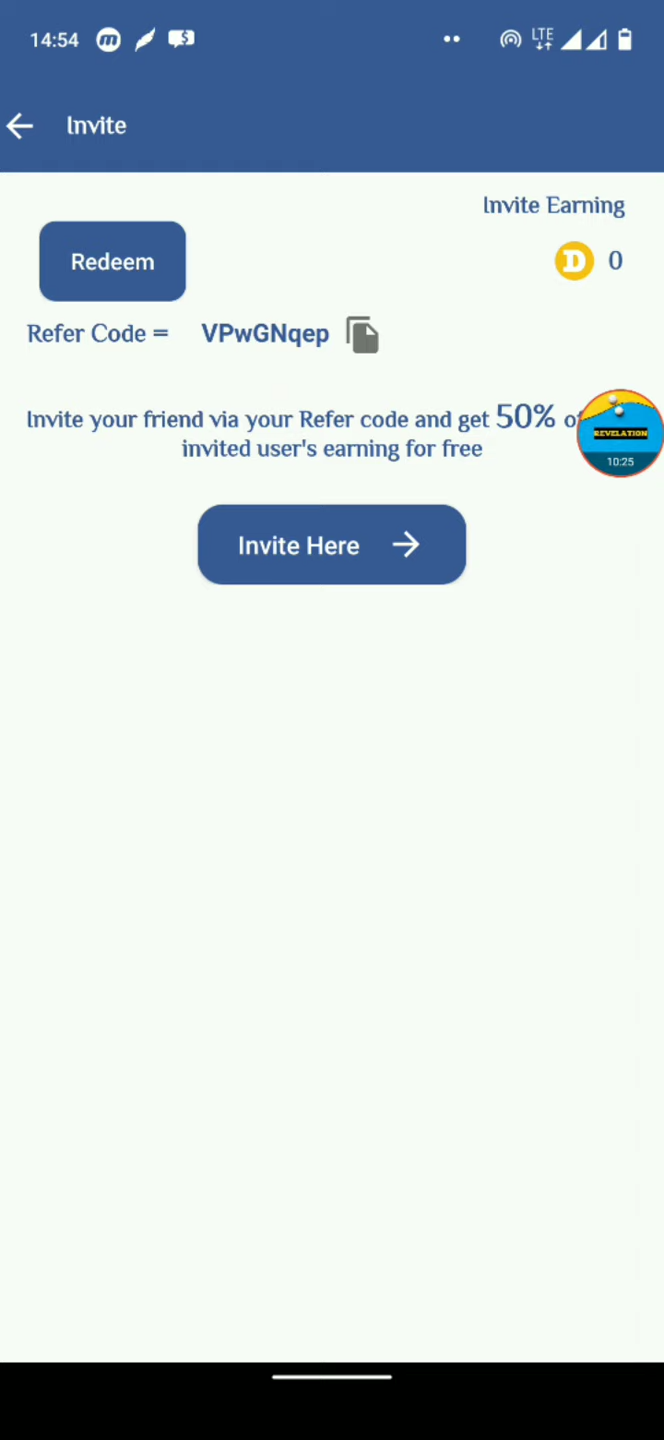 14:54
LTE
Invite
Invite Earning
Redeem
D 0
Refer Code = VPwGNqep
Invite your friend via your Refer code and get 50%
invited user's earning for free
REVELATION
10:25
Invite Here